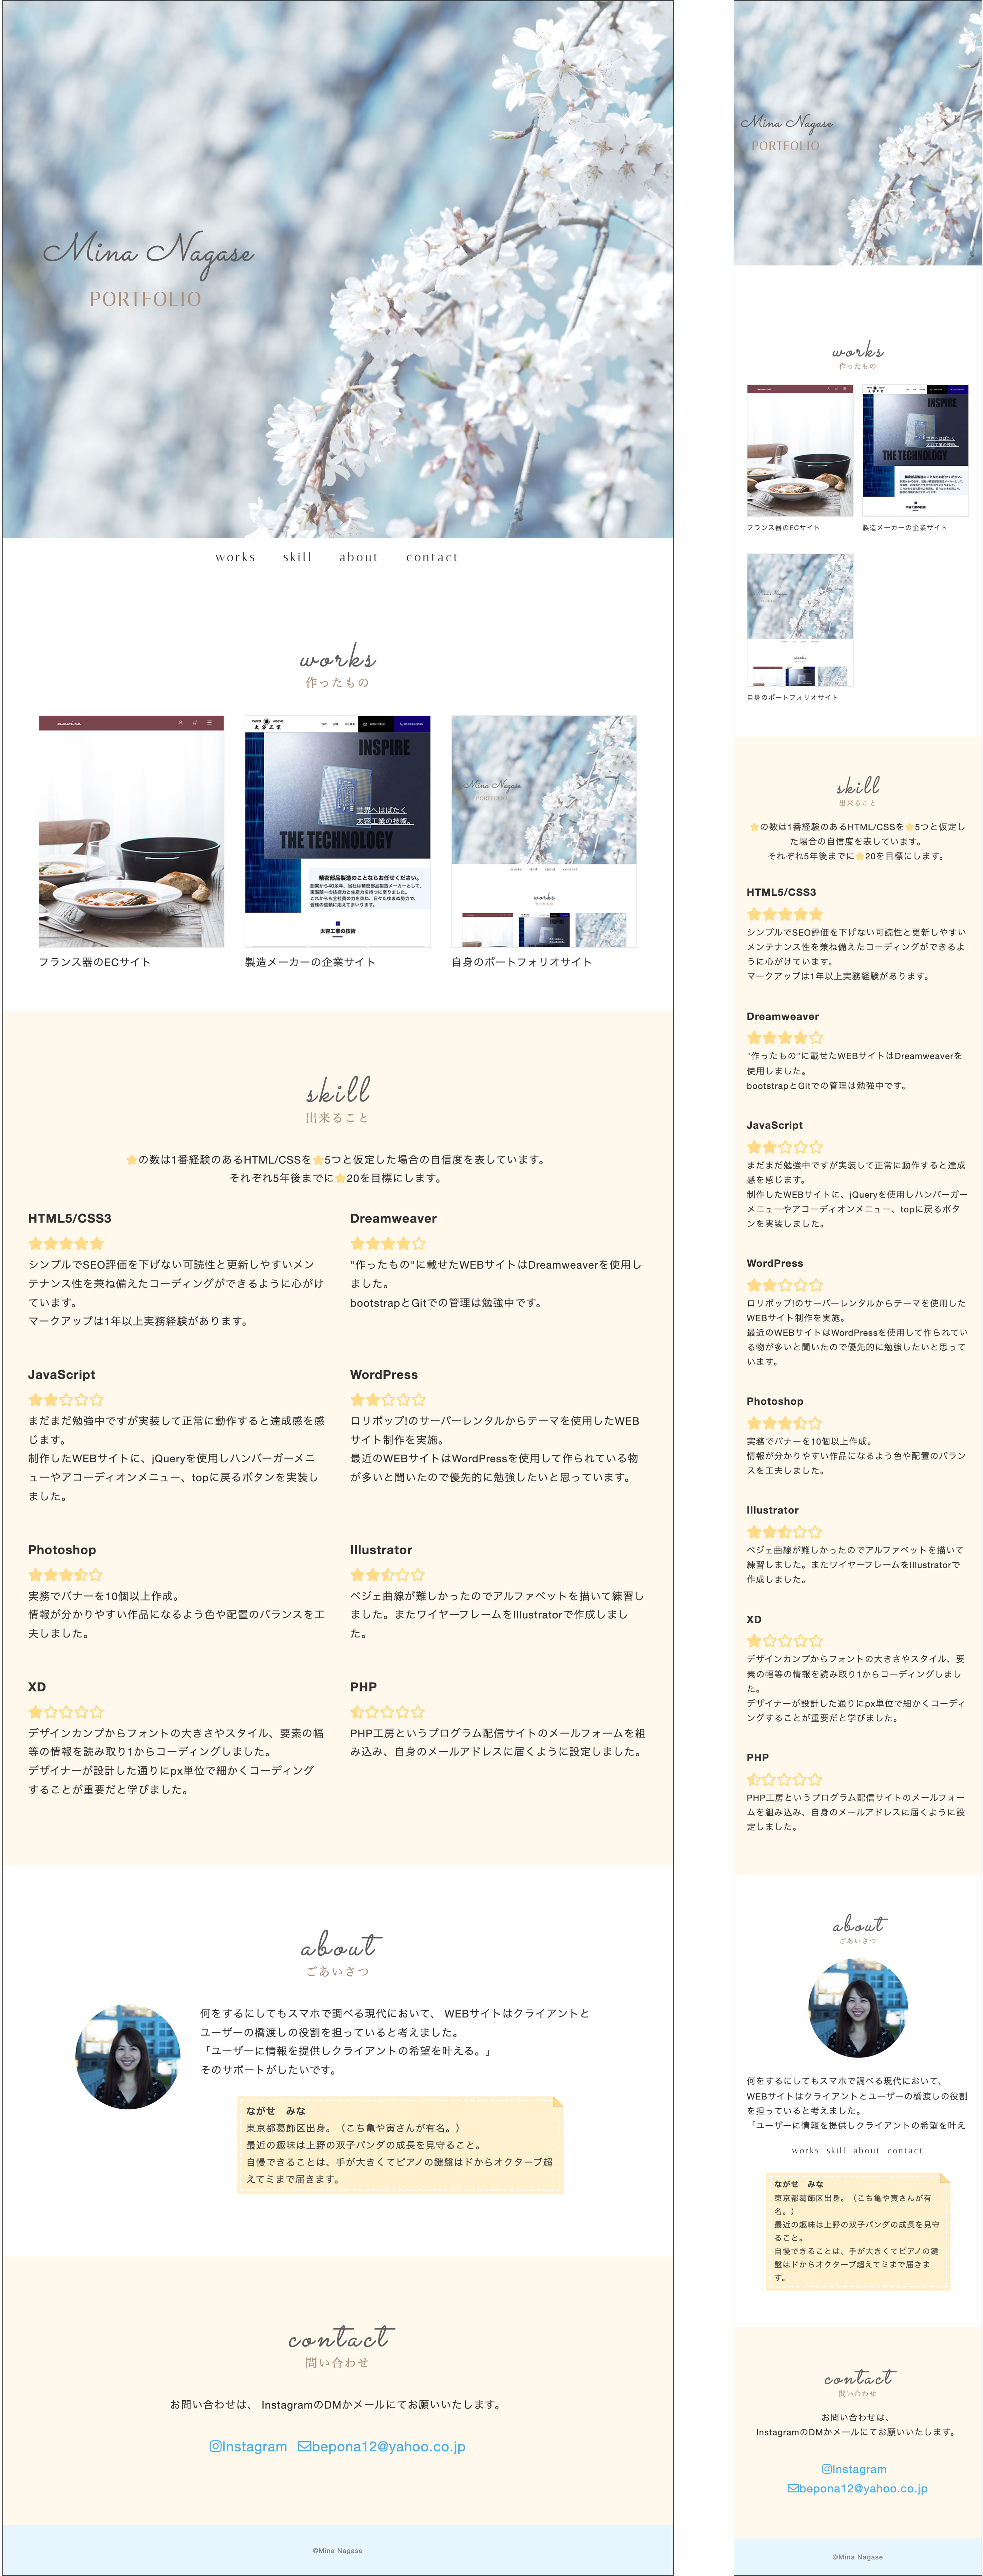 Mina Nagase
PORTFOLIO
works skill about contact
works
作ったもの
INSPIRE
世界へはばたく
太容工業の技術。
THE TECHNOLOGY
精密部品製造のことならお任せください。
太容工業の技術
Mina Nagase
PORTFOLIO
works skill about contact
works
フランス器のECサイト
製造メーカーの企業サイト
自身のポートフォリオサイト
skill
出来ること
の数は1番経験のあるHTML/CSSを⭐5つと仮定した場合の自信度を表しています。
それぞれ5年後までに⭐20を目標にします。
HTML5/CSS3
シンプルでSEO評価を下げない可読性と更新しやすいメン
テナンス性を兼ね備えたコーディングができるように心がけ
ています。
マークアップは1年以上実務経験があります。
Dreamweaver
"作ったもの"に載せたWEBサイトはDreamweaverを使用し
ました。
bootstrapとGitでの管理は勉強中です。
JavaScript
まだまだ勉強中ですが実装して正常に動作すると達成感を感
じます。
制作したWEBサイトに、jQueryを使用しハンバーガーメニ
ューやアコーディオンメニュー、topに戻るボタンを実装し
ました。
WordPress
ロリポップ!のサーバーレンタルからテーマを使用したWEB
サイト制作を実施。
最近のWEBサイトはWordPressを使用して作られている物
が多いと聞いたので優先的に勉強したいと思っています。
Photoshop
実務でバナーを10個以上作成。
情報が分かりやすい作品になるよう色や配置のバランスを工
夫しました。
Illustrator
ベジェ曲線が難しかったのでアルファベットを描いて練習し
ました。またワイヤーフレームをIllustratorで作成しまし
た。
XD
デザインカンプからフォントの大きさやスタイル、要素の幅
等の情報を読み取り1からコーディングしました。
デザイナーが設計した通りにpx単位で細かくコーディング
することが重要だと学びました。
PHP
PHP工房というプログラム配信サイトのメールフォームを組
み込み、自身のメールアドレスに届くように設定しました。
about
ごあいさつ
何をするにしてもスマホで調べる現代において、 WEBサイトはクライアントと
ユーザーの橋渡しの役割を担っていると考えました。
「ユーザーに情報を提供しクライアントの希望を叶える。」
そのサポートがしたいです。
ながせ みな
東京都葛飾区出身。（こち亀や寅さんが有名。）
最近の趣味は上野の双子パンダの成長を見守ること。
自慢できることは、手が大きくてピアノの鍵盤はドからオクターブ超
えてミまで届きます。
contact
問い合わせ
お問い合わせは、 InstagramのDMかメールにてお願いいたします。
Instagram bepona12@yahoo.co.jp
©Mina Nagase
Mina Nagase
PORTFOLIO
works
作ったもの
INSPIRE
世界へはばたく
太容工業の技術。
THE TECHNOLOGY
フランス器のECサイト
製造メーカーの企業サイト
自身のポートフォリオサイト
skill
出来ること
⭐の数は1番経験のあるHTML/CSSを⭐5つと仮定し
た場合の自信度を表しています。
それぞれ5年後までに⭐20を目標にします。
HTML5/CSS3
シンプルでSEO評価を下げない可読性と更新しやすい
メンテナンス性を兼ね備えたコーディングができるよ
うに心がけています。
マークアップは1年以上実務経験があります。
Dreamweaver
"作ったもの"に載せたWEBサイトはDreamweaverを
使用しました。
bootstrapとGitでの管理は勉強中です。
JavaScript
まだまだ勉強中ですが実装して正常に動作すると達成
感を感じます。
制作したWEBサイトに、jQueryを使用しハンバーガー
メニューやアコーディオンメニュー、topに戻るボタ
ンを実装しました。
WordPress
ロリポップ!のサーバーレンタルからテーマを使用した
WEBサイト制作を実施。
最近のWEBサイトはWordPressを使用して作られてい
る物が多いと聞いたので優先的に勉強したいと思って
います。
Photoshop
実務でバナーを10個以上作成。
情報が分かりやすい作品になるよう色や配置のバラン
スを工夫しました。
Illustrator
ベジェ曲線が難しかったのでアルファベットを描いて
練習しました。またワイヤーフレームをIllustratorで
作成しました。
XD
デザインカンプからフォントの大きさやスタイル、要
素の幅等の情報を読み取り1からコーディングしまし
た。
デザイナーが設計した通りにpx単位で細かくコーディ
ングすることが重要だと学びました。
PHP
PHP工房というプログラム配信サイトのメールフォー
ムを組み込み、自身のメールアドレスに届くように設
定しました。
about
ごあいさつ
何をするにしてもスマホで調べる現代において、
WEBサイトはクライアントとユーザーの橋渡しの役割
を担っていると考えました。
「ユーザーに情報を提供しクライアントの希望を叶え
works skill about contact
ながせ みな
東京都葛飾区出身。（こち亀や寅さんが有
名。）
最近の趣味は上野の双子パンダの成長を見守
ること。
自慢できることは、手が大きくてピアノの鍵
盤はドからオクターブ超えてミまで届きま
す。
contact
問い合わせ
お問い合わせは、
InstagramのDMかメールにてお願いいたします。
Instagram
bepona12@yahoo.co.jp
©Mina Nagase